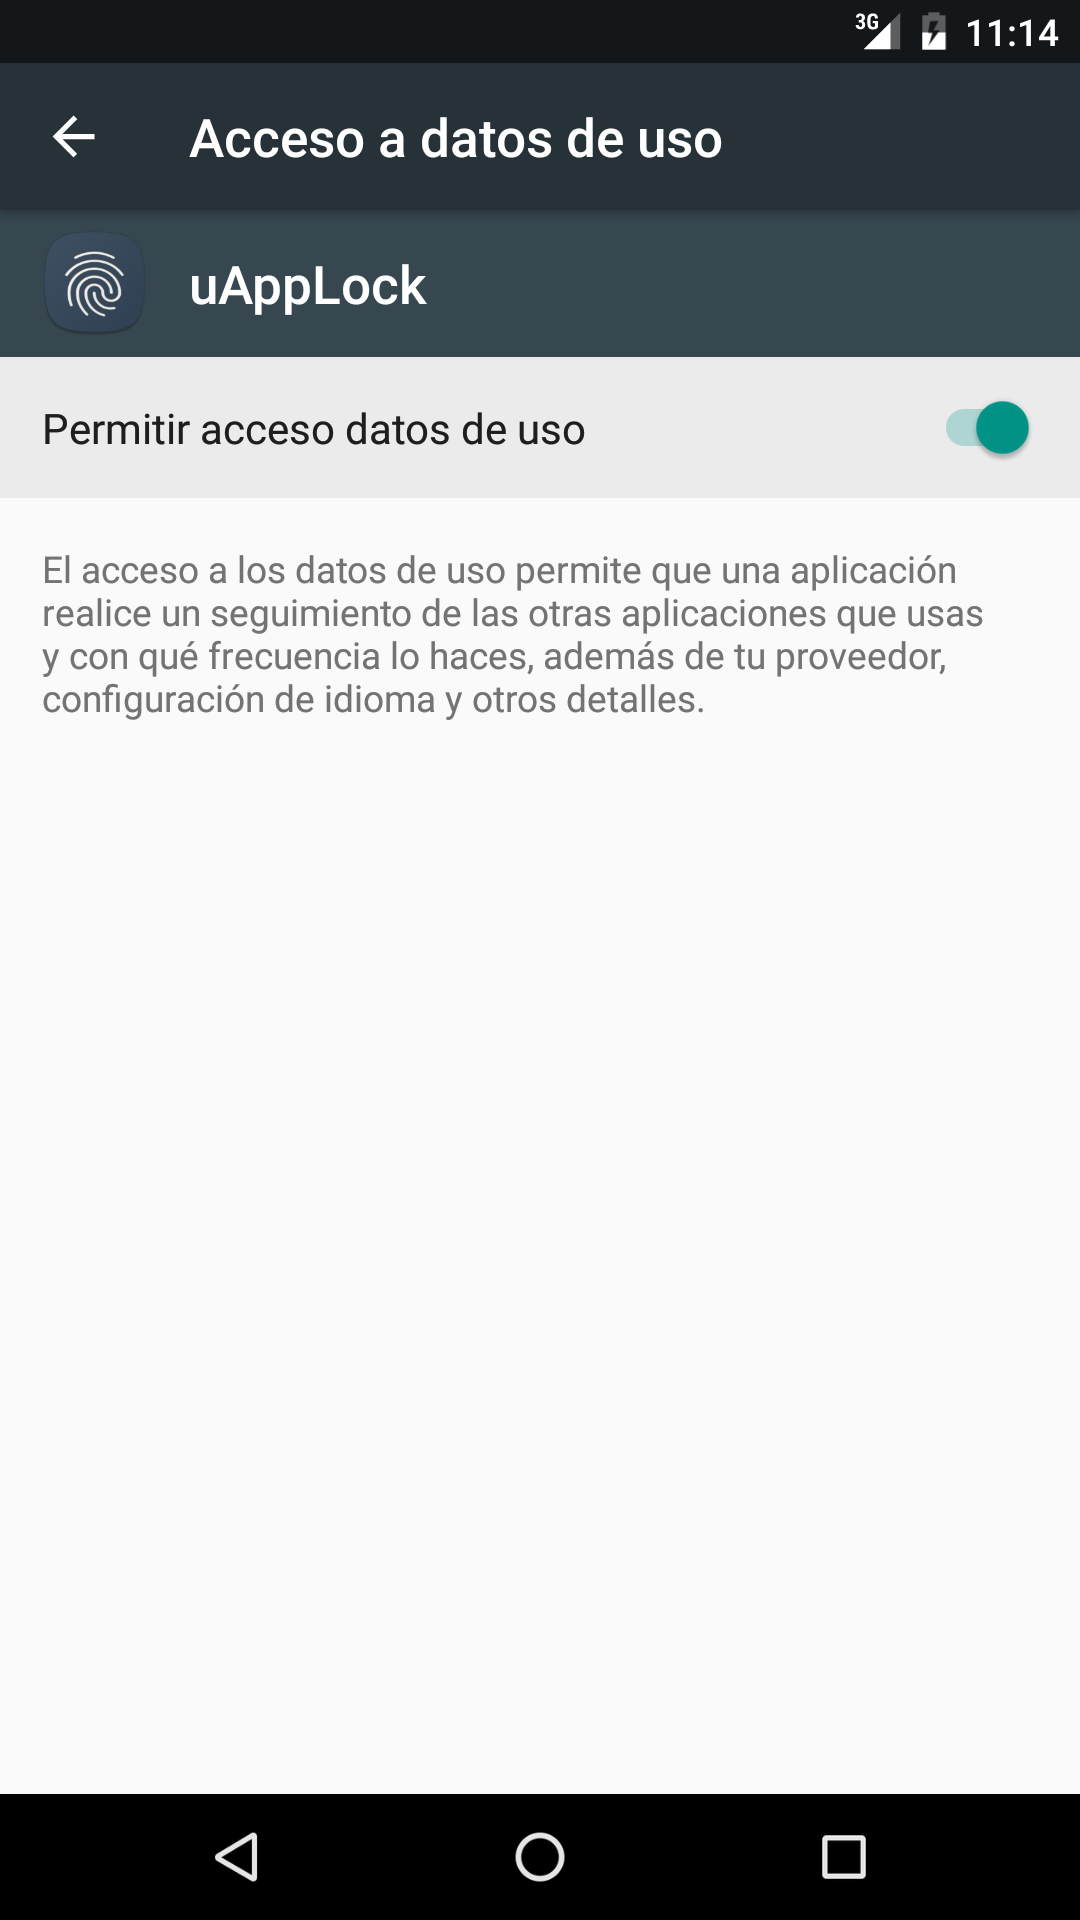 3G 11:14
Acceso a datos de uso
uAppLock
Permitir acceso datos de uso
El acceso a los datos de uso permite que una aplicación
realice un seguimiento de las otras aplicaciones que usas
y con qué frecuencia lo haces, además de tu proveedor,
configuración de idioma y otros detalles.